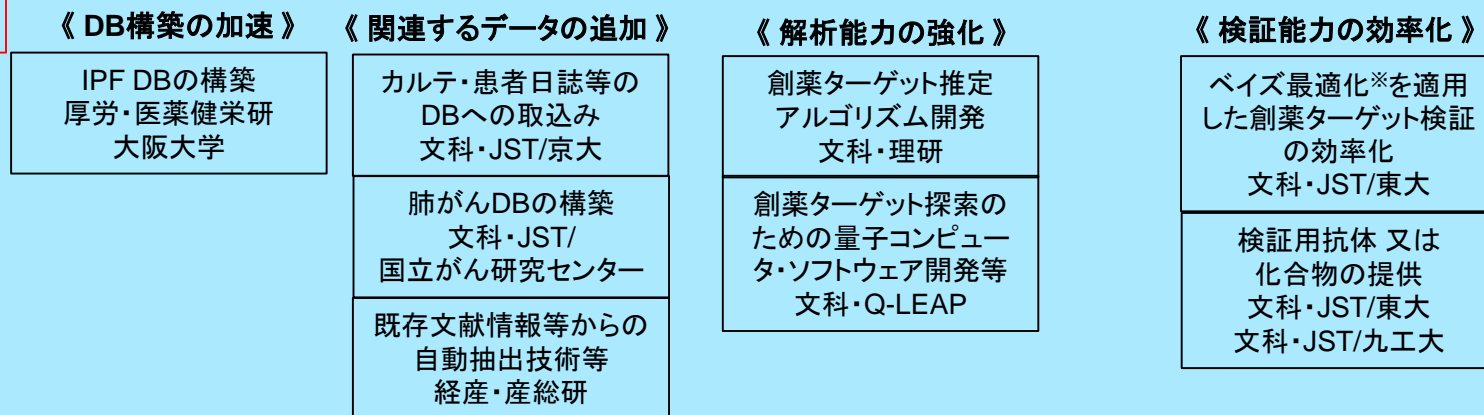 《 DB構築の加速 》
IPF DBの構築
厚労・医薬健栄研
大阪大学
《 関連するデータの追加 》
カルテ・患者日誌等の
DBへの取込み
文科・JST/京大
肺がんDBの構築
文科・JST/
国立がん研究センター
既存文献情報等からの
自動抽出技術等
経産・産総研
《 解析能力の強化 》
創薬ターゲット推定
アルゴリズム開発
文科・理研
創薬ターゲット探索の
ための量子コンピュー
タ・ソフトウェア開発等
文科・Q-LEAP
《 検証能力の効率化 》
ベイズ最適化※を適用
した創薬ターゲット検証
の効率化
文科・JST/東大
検証用抗体 又は
化合物の提供
文科・JST/東大
文科・JST/九工大